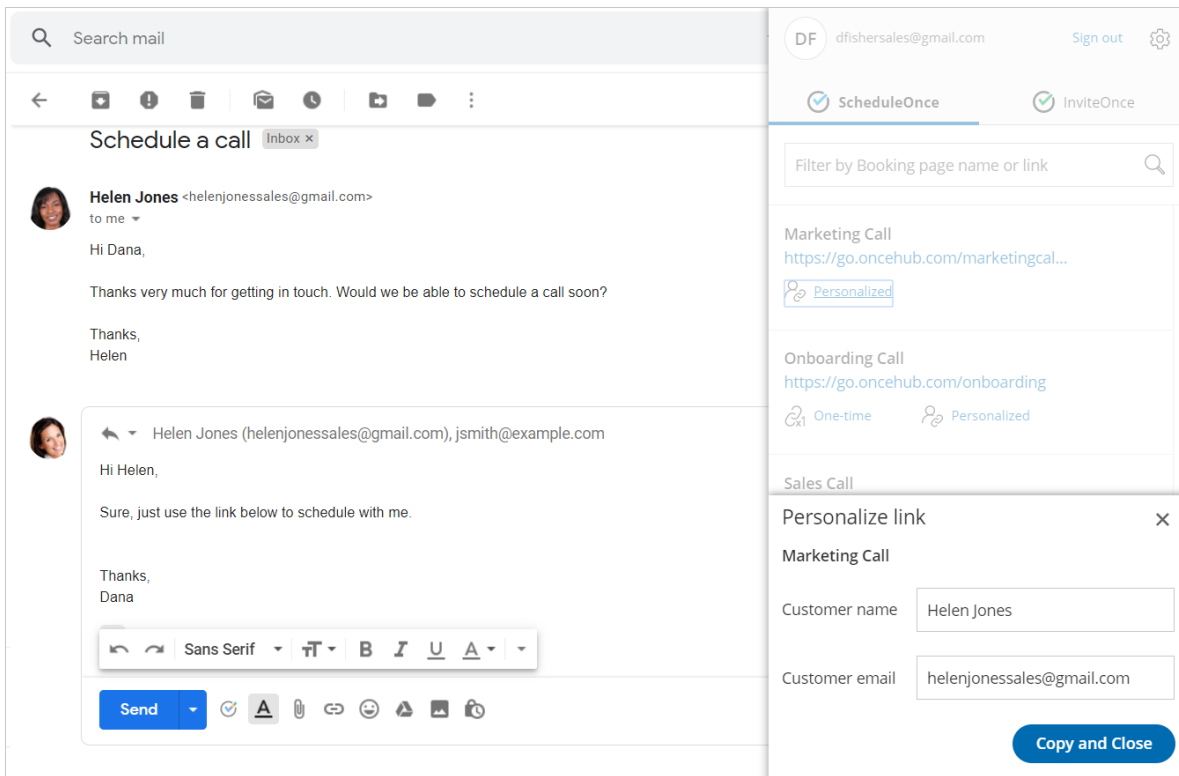 Search mail
Schedule a call
Inbox ×
Helen Jones <helenjonessales@gmail.com>
to me
Hi Dana,
Thanks very much for getting in touch. Would we be able to schedule a call soon?
Thanks,
Helen
Helen Jones (helenjonessales@gmail.com), jsmith@example.com
Hi Helen,
Sure, just use the link below to schedule with me.
Thanks,
Dana
Sans Serif
Send
DF
dfishersales@gmail.com
Sign out
ScheduleOnce
InviteOnce
Filter by Booking page name or link
Marketing Call
https://go.oncehub.com/marketingcal...
Personalized
Onboarding Call
https://go.oncehub.com/onboarding
One-time
Personalized
Sales Call
Personalize link
Marketing Call
Customer name
Helen Jones
Customer email
helenjonessales@gmail.com
Copy and Close